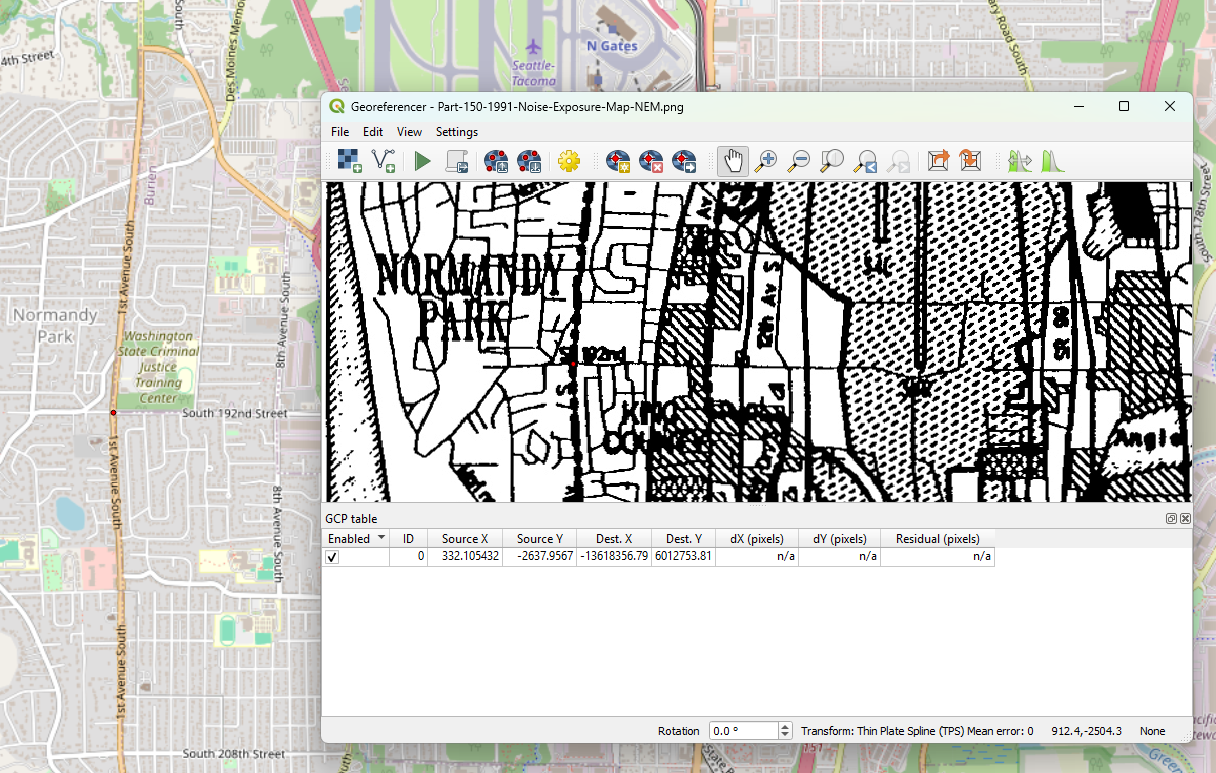 4th Street
South
Des Moines Memor
ary Road South
N Gates
Seattle-
Tacoma
Burien
1st Avenue South
South 178th Street
Normandy
Park
Washington
State Criminal
Justice
Training
Center
8th Avenue South
South 192nd Street
1st Avenue South
8th Avenue South
1st Avenue South
South 208th Street
Georeferencer - Part-150-1991-Noise-Exposure-Map-NEM.png
File Edit View Settings
NORMANDY
PARK
Av
12th Av S
192nd
KING
COUNTY
Angle
GCP table
Enabled ID Source X Source Y Dest. X Dest. Y dX (pixels) dY (pixels) Residual (pixels)
0 332.105432 -2637.9567 -13618356.79 6012753.81 n/a n/a n/a
Rotation 0.0 ° Transform: Thin Plate Spline (TPS) Mean error: 0 912.4,-2504.3 None
151
Green